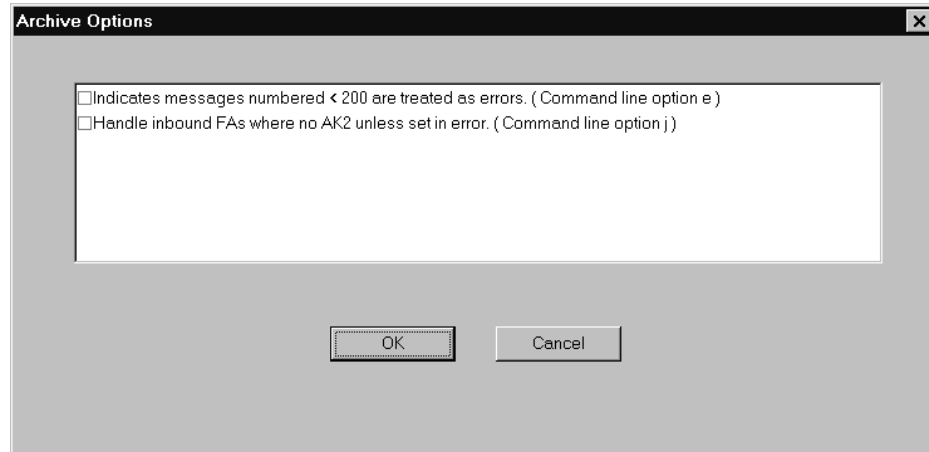 Archive Options
Indicates messages numbered < 200 are treated as errors. ( Command line option e )
Handle inbound FAs where no AK2 unless set in error. ( Command line option j )
OK
Cancel